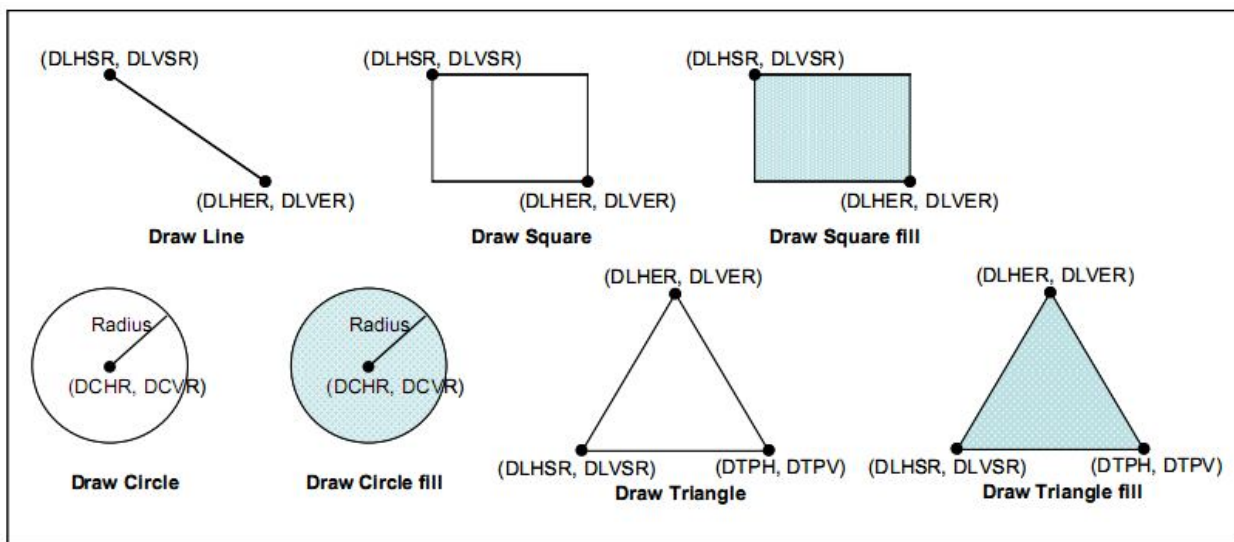 (DLHSR, DLVSR)
(DLHER, DLVER)
Draw Line
(DLHSR, DLVSR)
(DLHER, DLVER)
Draw Square
(DLHSR, DLVSR)
(DLHER, DLVER)
Draw Square fill
Radius
(DCHR, DCVR)
Draw Circle
Radius
(DCHR, DCVR)
Draw Circle fill
(DLHER, DLVER)
(DLHSR, DLVSR)
(DTPH, DTPV)
Draw Triangle
(DLHER, DLVER)
(DLHSR, DLVSR)
(DTPH, DTPV)
Draw Triangle fill